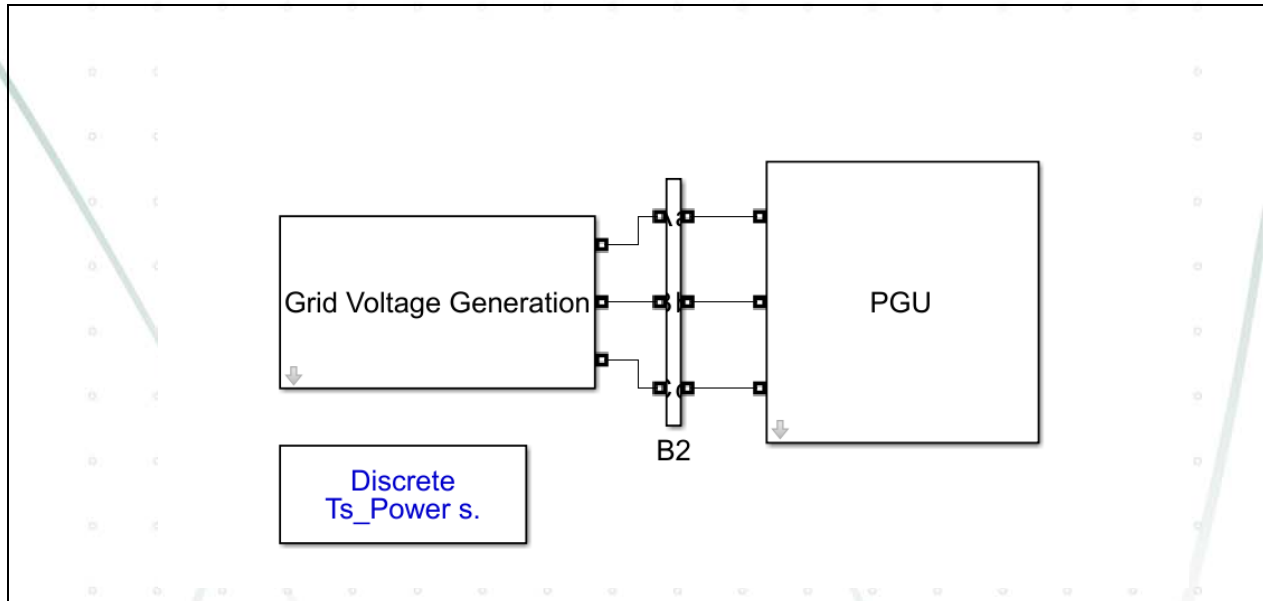 Grid Voltage Generation
PGU
B2
Discrete
Ts_Power s.